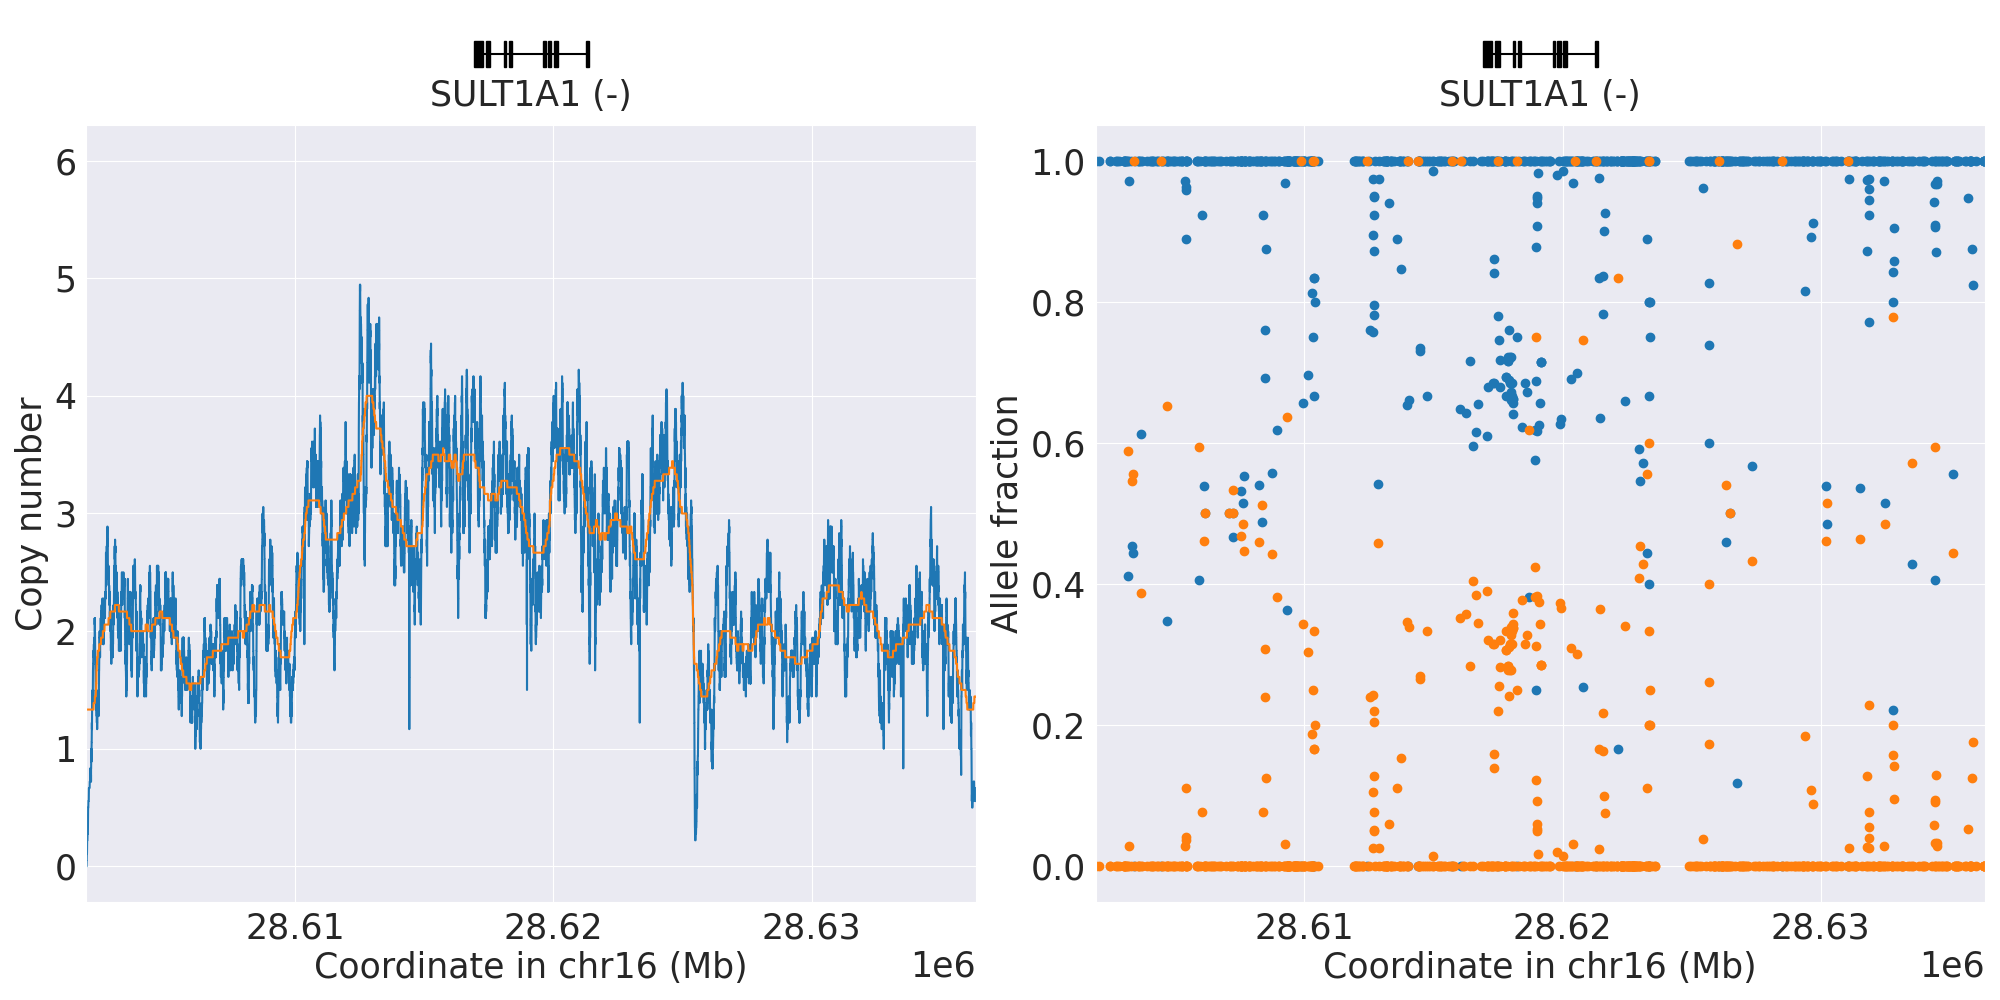 SULT1A1 (-)
Copy number
6
5
4
3
2
1
0
28.61
28.62
28.63
Coordinate in chr16 (Mb)
1e6
SULT1A1 (-)
Allele fraction
1.0
0.8
0.6
0.4
0.2
0.0
28.61
28.62
28.63
Coordinate in chr16 (Mb)
1e6